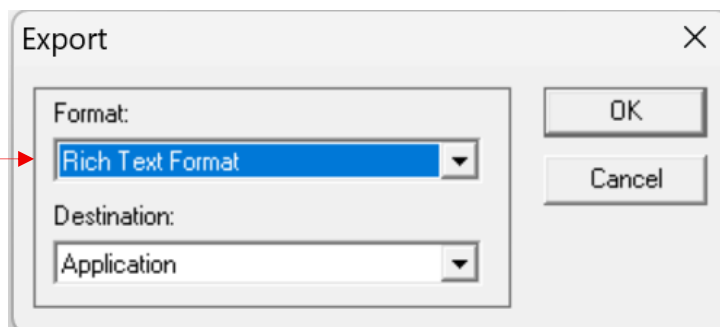 Export
Format:
Rich Text Format
Destination:
Application
OK
Cancel